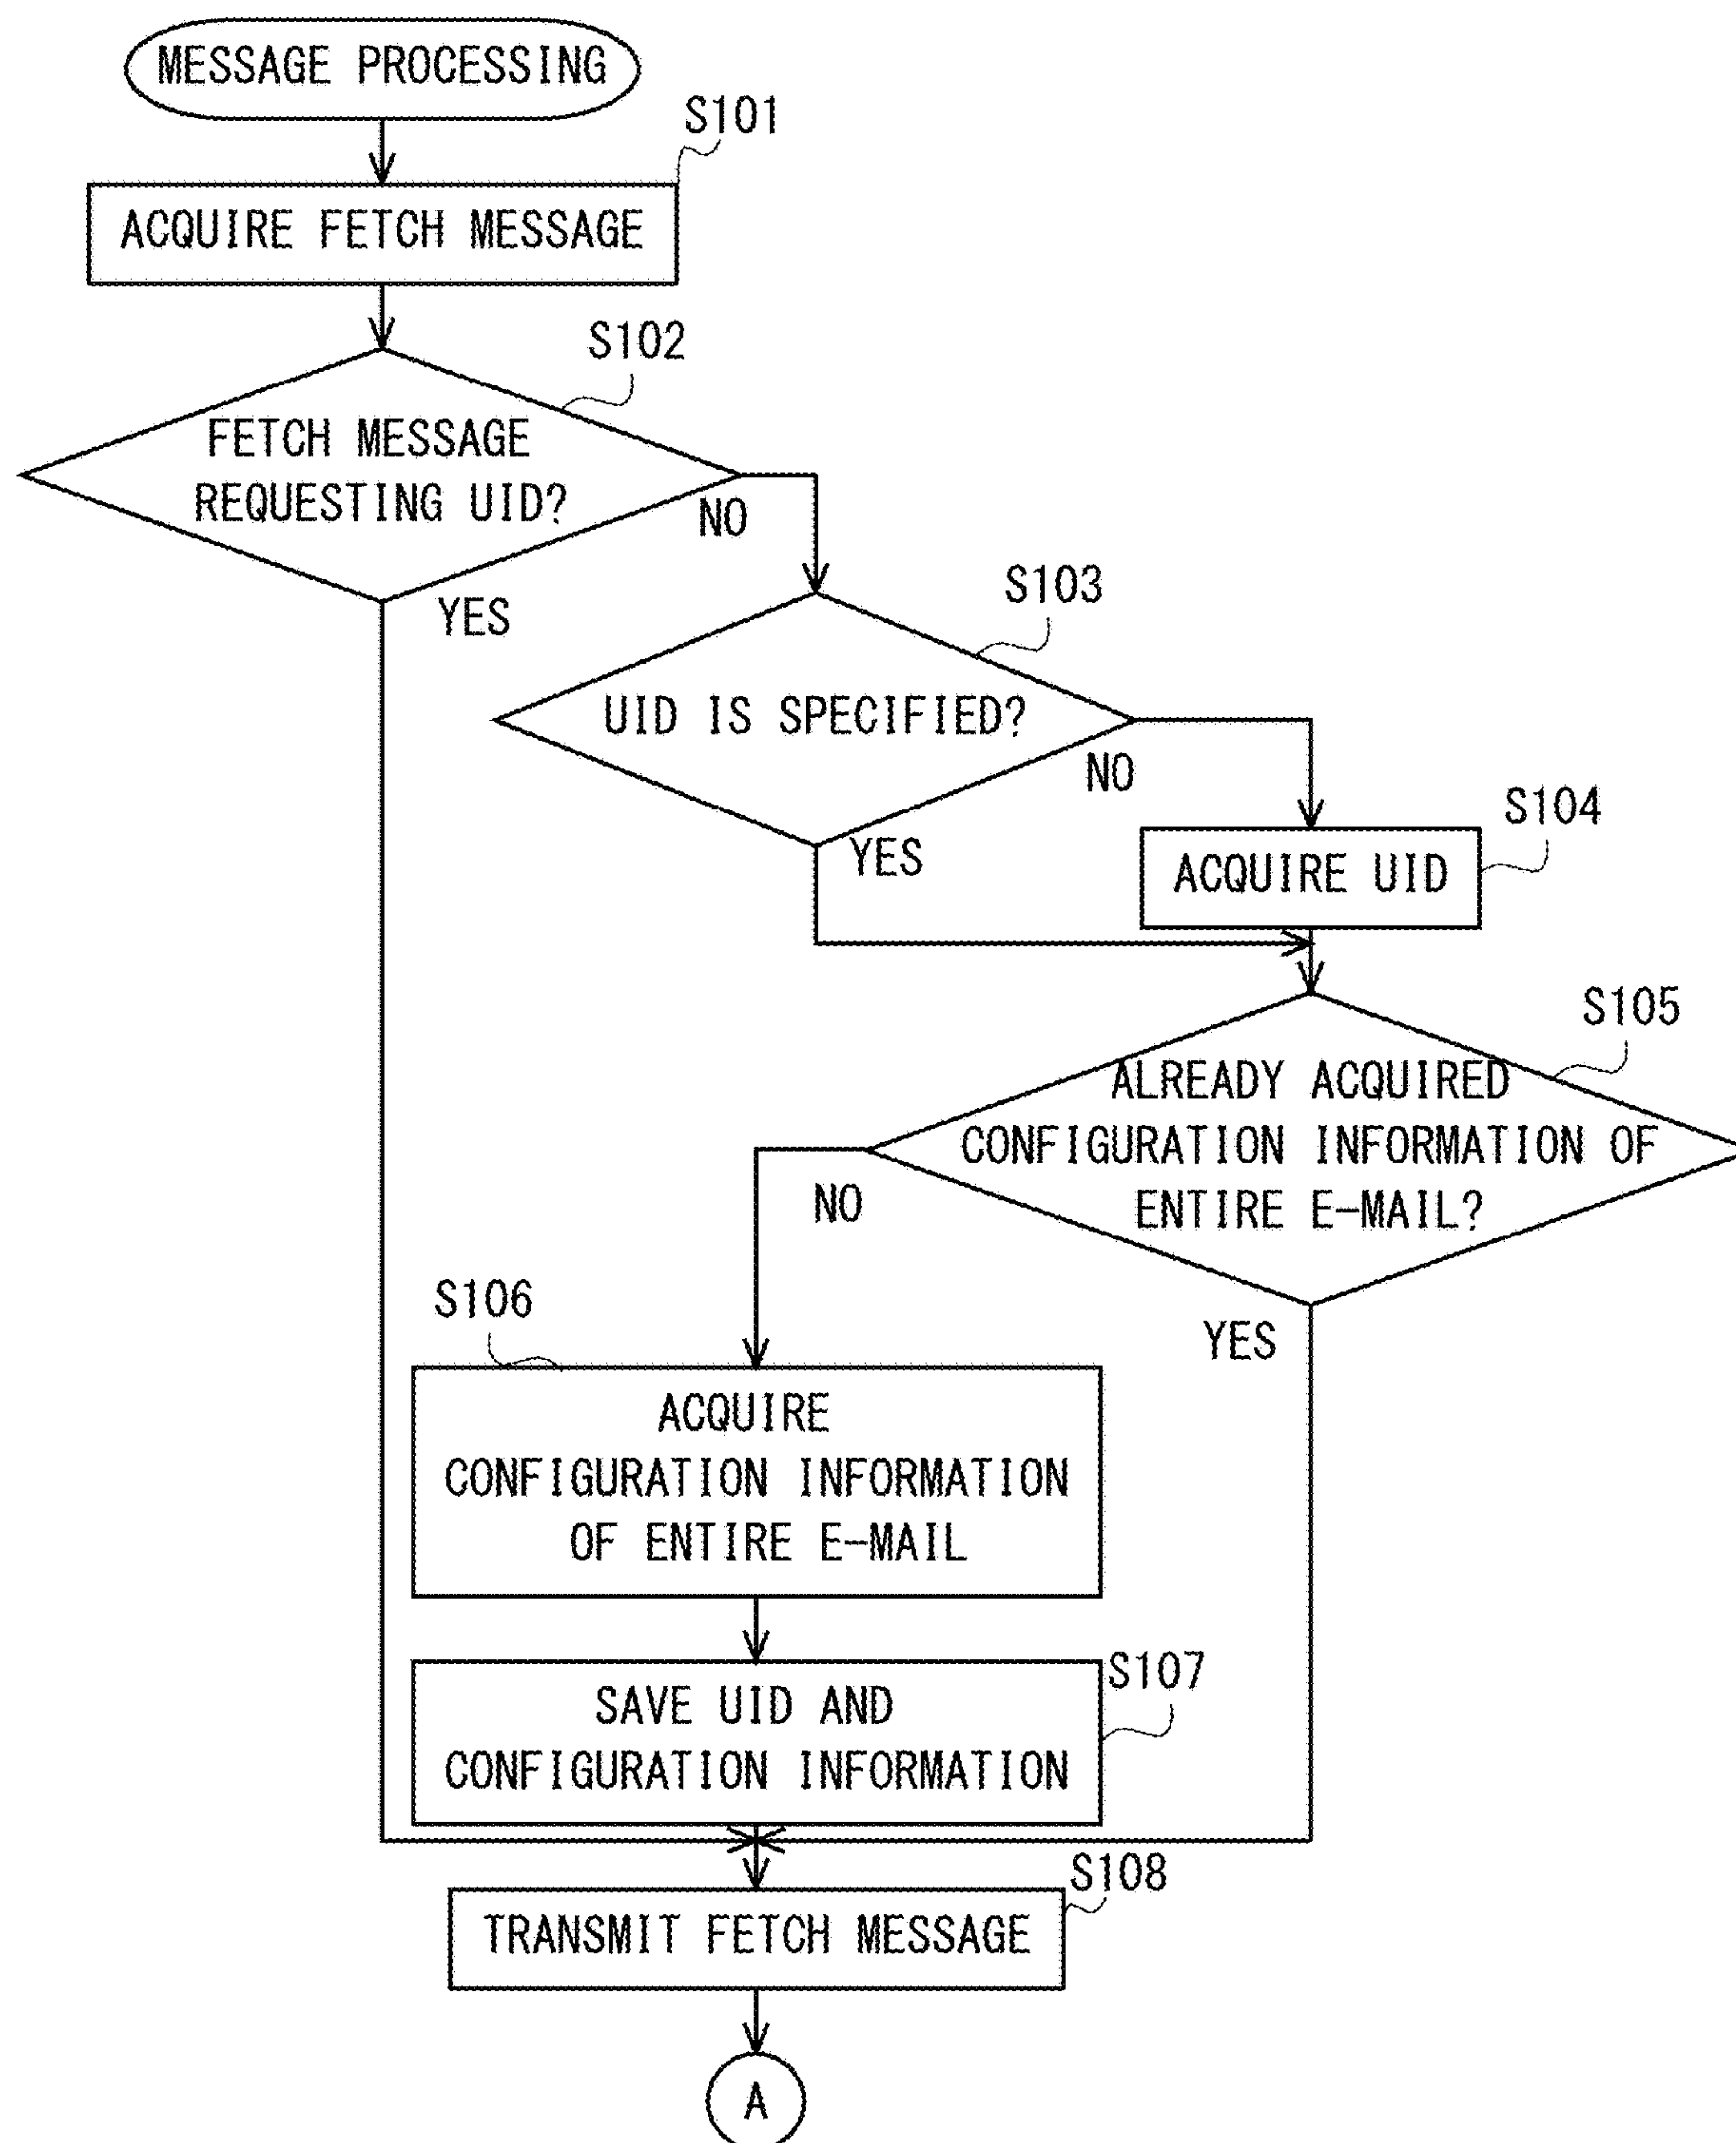 MESSAGE PROCESSING
S101
ACQUIRE FETCH MESSAGE
S102
FETCH MESSAGE
REQUESTING UID?
NO
YES
S103
UID IS SPECIFIED?
NO
YES
S104
ACQUIRE UID
S105
ALREADY ACQUIRED
CONFIGURATION INFORMATION OF
ENTIRE E-MAIL?
NO
YES
S106
ACQUIRE
CONFIGURATION INFORMATION
OF ENTIRE E-MAIL
S107
SAVE UID AND
CONFIGURATION INFORMATION
S108
TRANSMIT FETCH MESSAGE
A